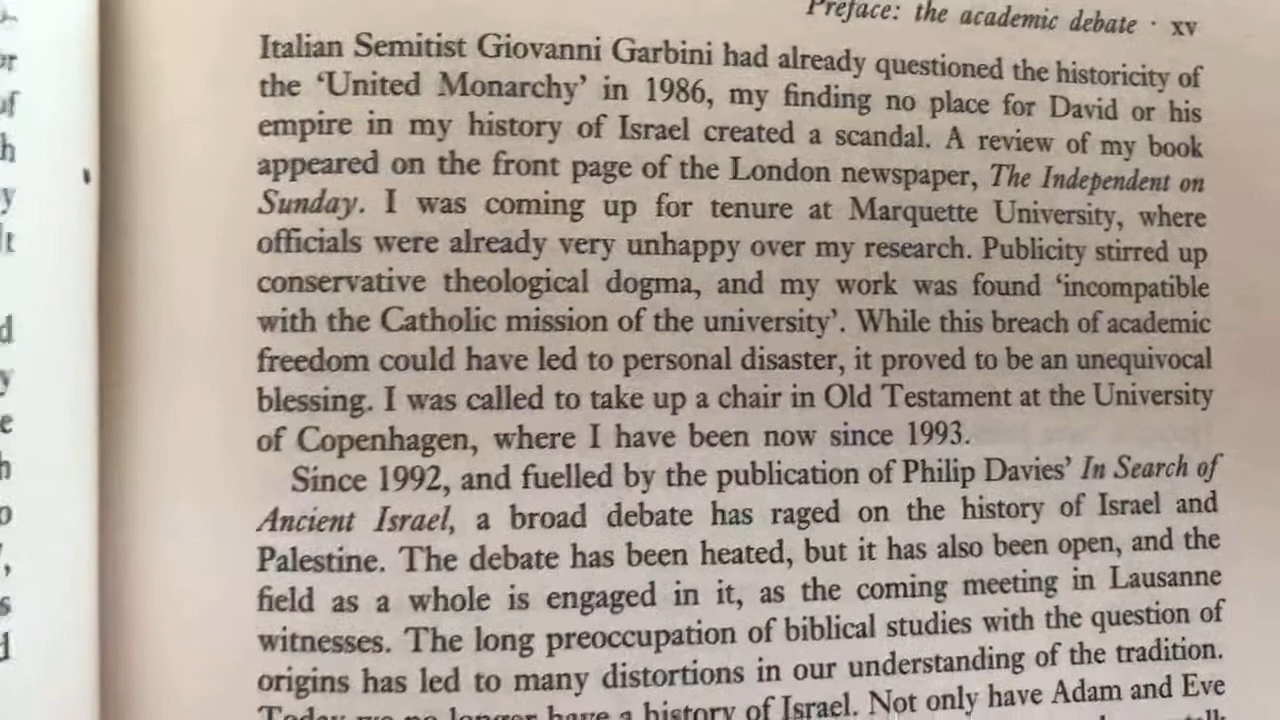 Preface: the academic debate · xv
Italian Semitist Giovanni Garbini had already questioned the historicity of
the ‘United Monarchy’ in 1986, my finding no place for David or his
empire in my history of Israel created a scandal. A review of my book
appeared on the front page of the London newspaper, The Independent on
Sunday. I was coming up for tenure at Marquette University, where
officials were already very unhappy over my research. Publicity stirred up
conservative theological dogma, and my work was found ‘incompatible
with the Catholic mission of the university’. While this breach of academic
freedom could have led to personal disaster, it proved to be an unequivocal
blessing. I was called to take up a chair in Old Testament at the University
of Copenhagen, where I have been now since 1993.
Since 1992, and fuelled by the publication of Philip Davies’ In Search of
Ancient Israel, a broad debate has raged on the history of Israel and
Palestine. The debate has been heated, but it has also been open, and the
field as a whole is engaged in it, as the coming meeting in Lausanne
witnesses. The long preoccupation of biblical studies with the question of
origins has led to many distortions in our understanding of the tradition.
Today we no longer have a history of Israel. Not only have Adam and Eve